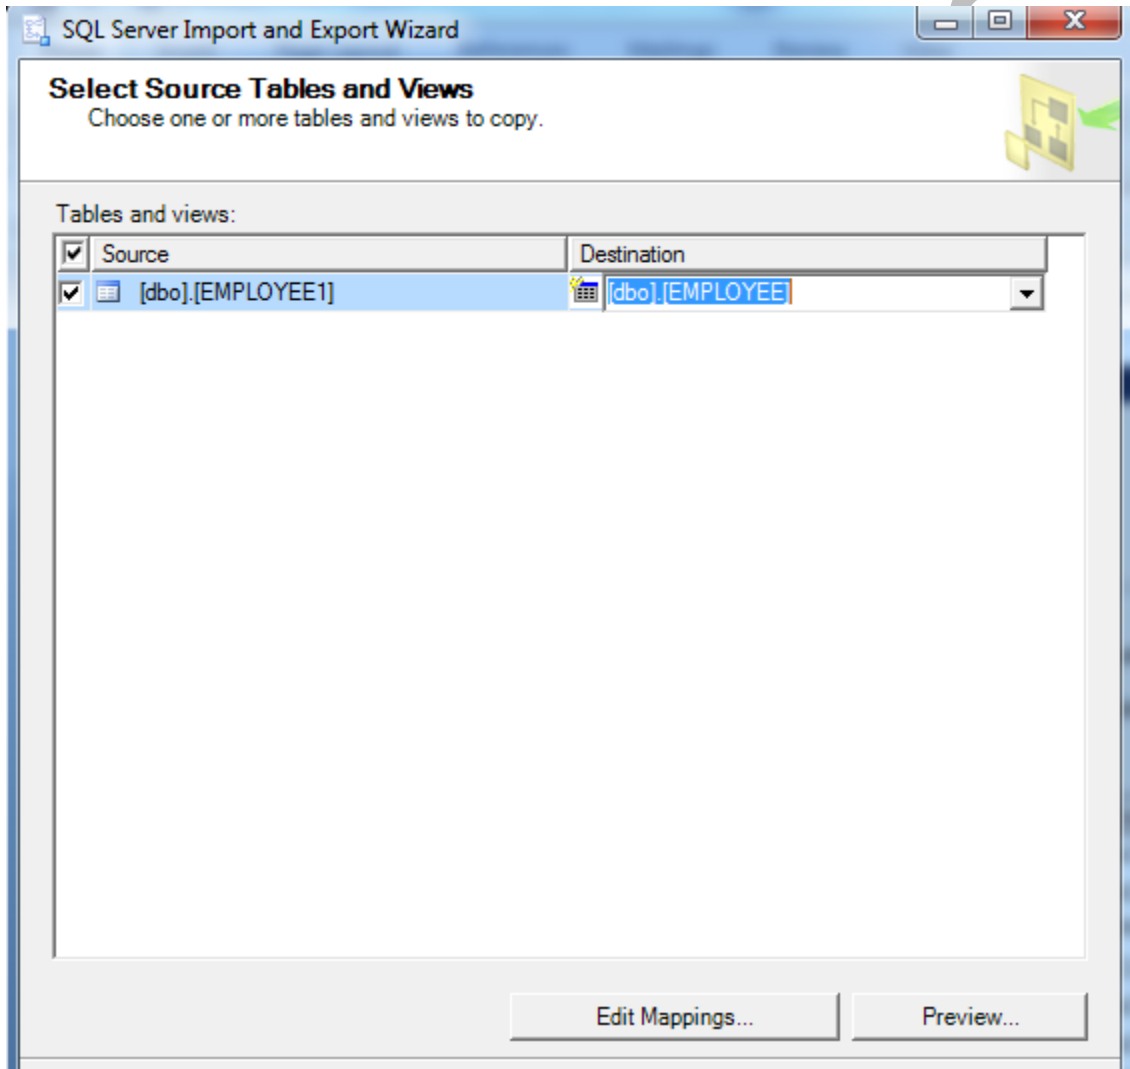 SQL Server Import and Export Wizard
Select Source Tables and Views
Choose one or more tables and views to copy.
Tables and views:
Source Destination
[dbo].[EMPLOYEE1] [dbo].[EMPLOYEE]
Edit Mappings... Preview...